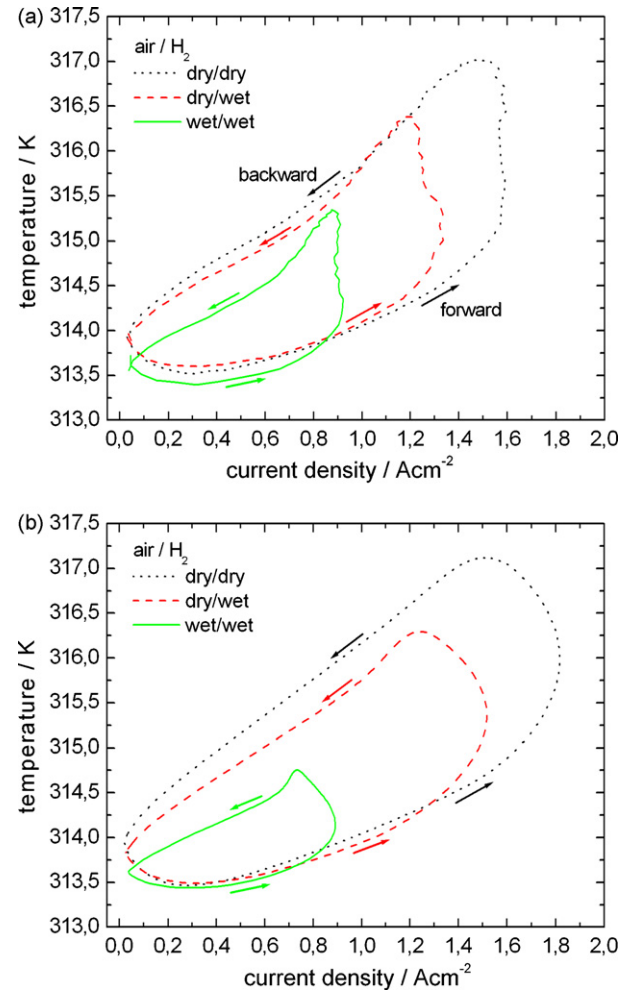 (a)
317,5
317,0
316,5
316,0
315,5
315,0
314,5
314,0
313,5
313,0
temperature / K
air / H₂
dry/dry
dry/wet
wet/wet
backward
forward
0,0 0,2 0,4 0,6 0,8 1,0 1,2 1,4 1,6 1,8 2,0
current density / Acm⁻²
(b)
317,5
317,0
316,5
316,0
315,5
315,0
314,5
314,0
313,5
313,0
temperature / K
air / H₂
dry/dry
dry/wet
wet/wet
0,0 0,2 0,4 0,6 0,8 1,0 1,2 1,4 1,6 1,8 2,0
current density / Acm⁻²